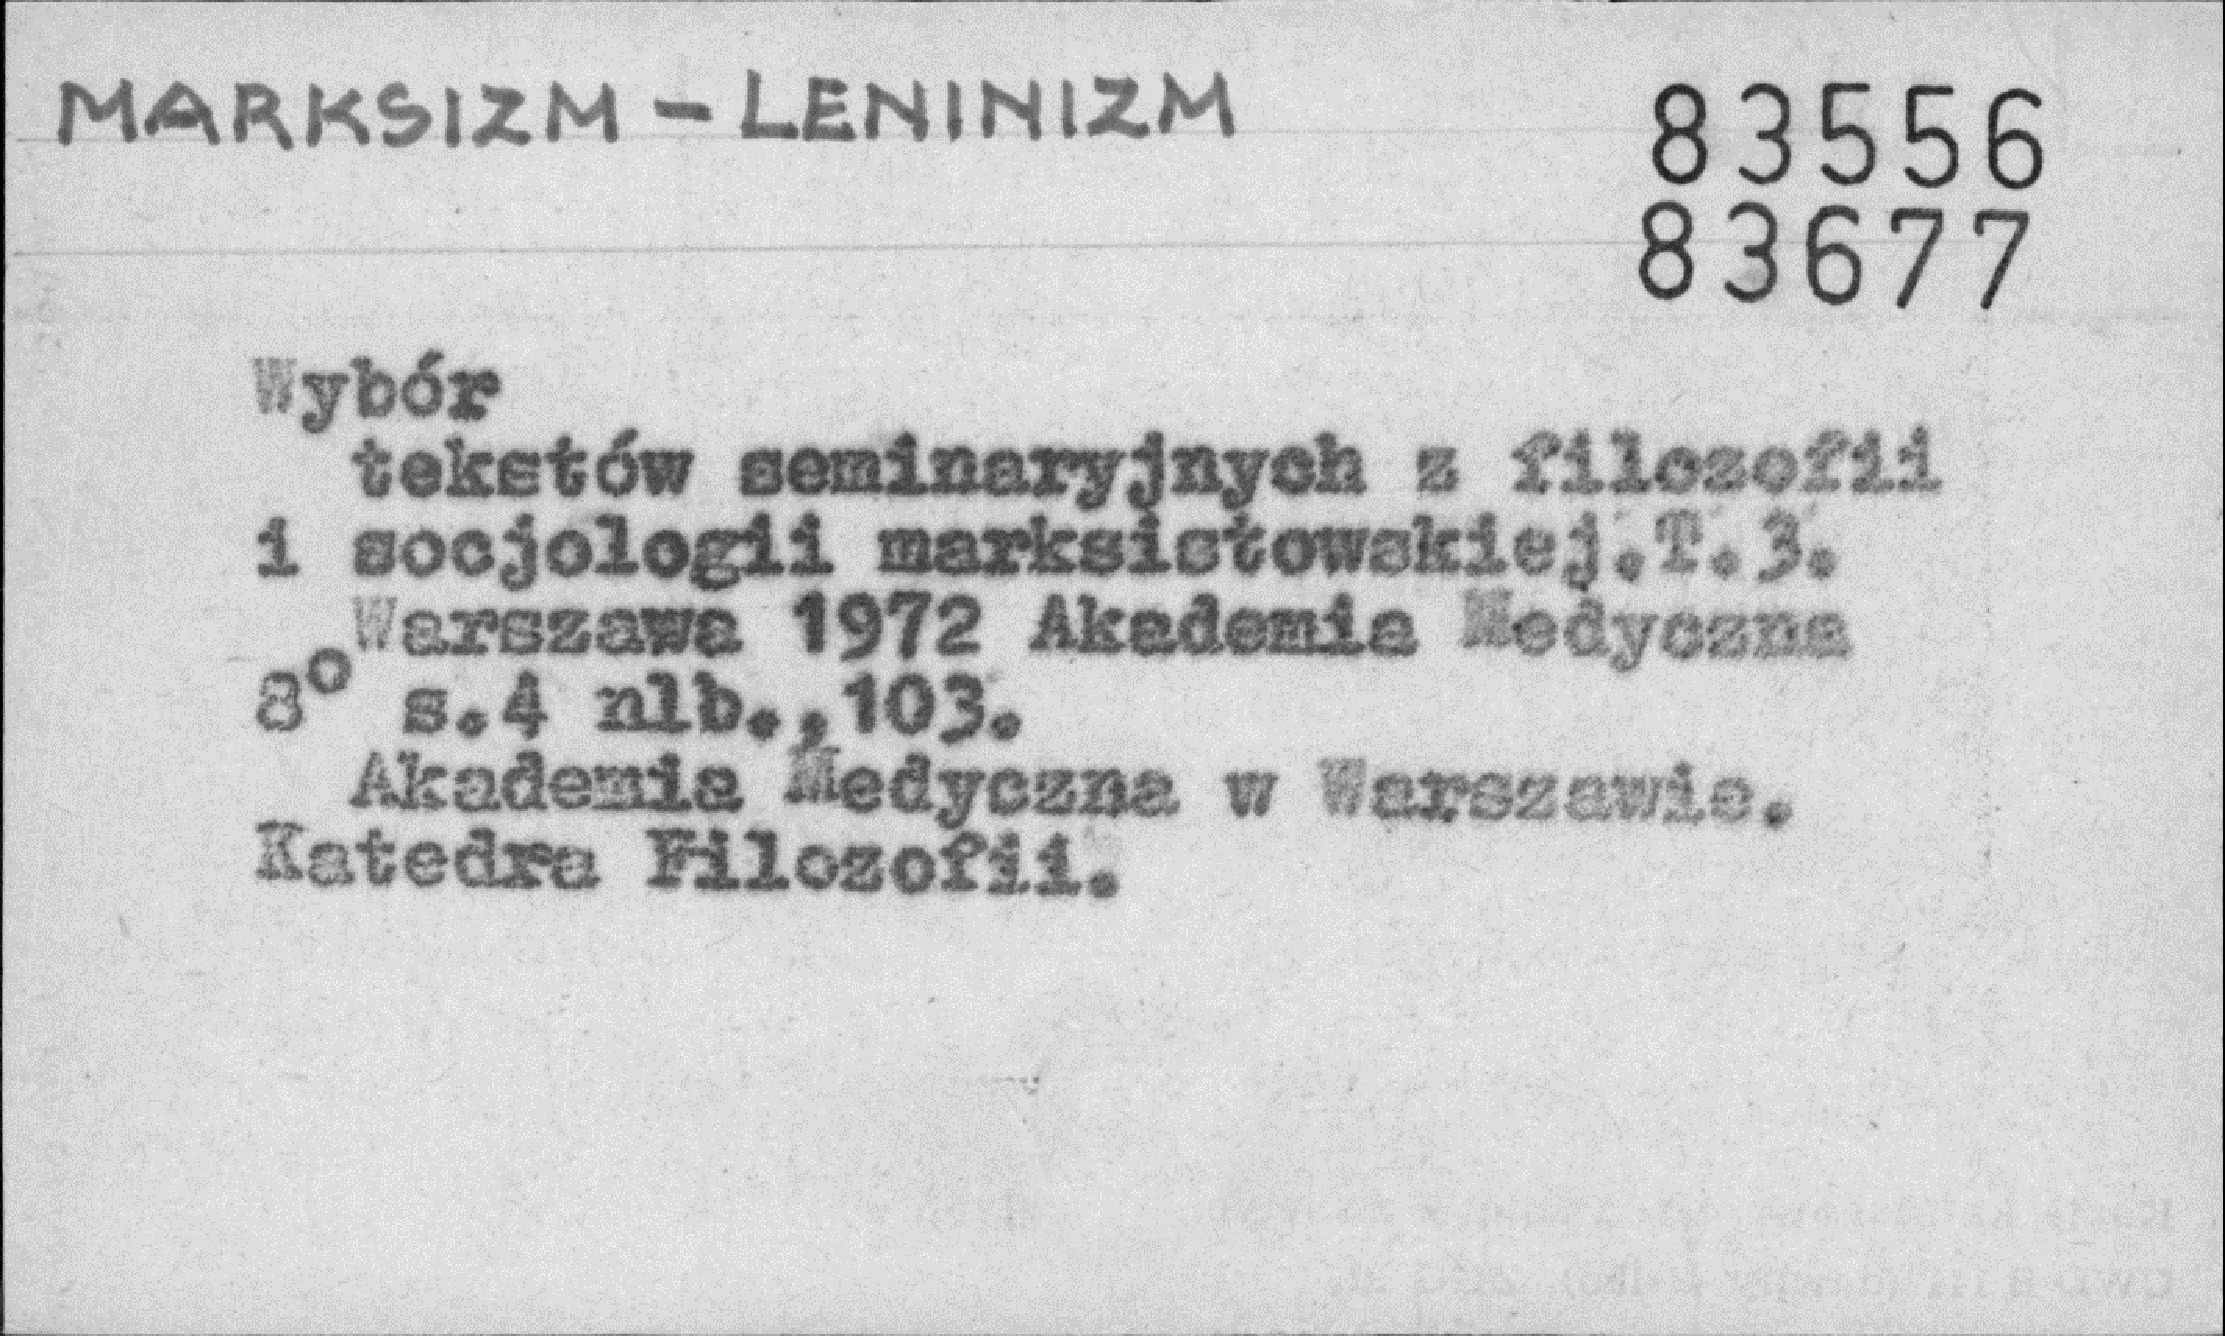 MARKSIZM - LENINIZM
83556
83677
Wybór
tekstów seminaryjnych z filozofii
i socjologii marksistowskiej.T.3.
Warszawa 1972 Akademia Medyczna
8° s.4 nlb.,103.
Akademia Medyczna w Warszawie.
Katedra Filozofii.